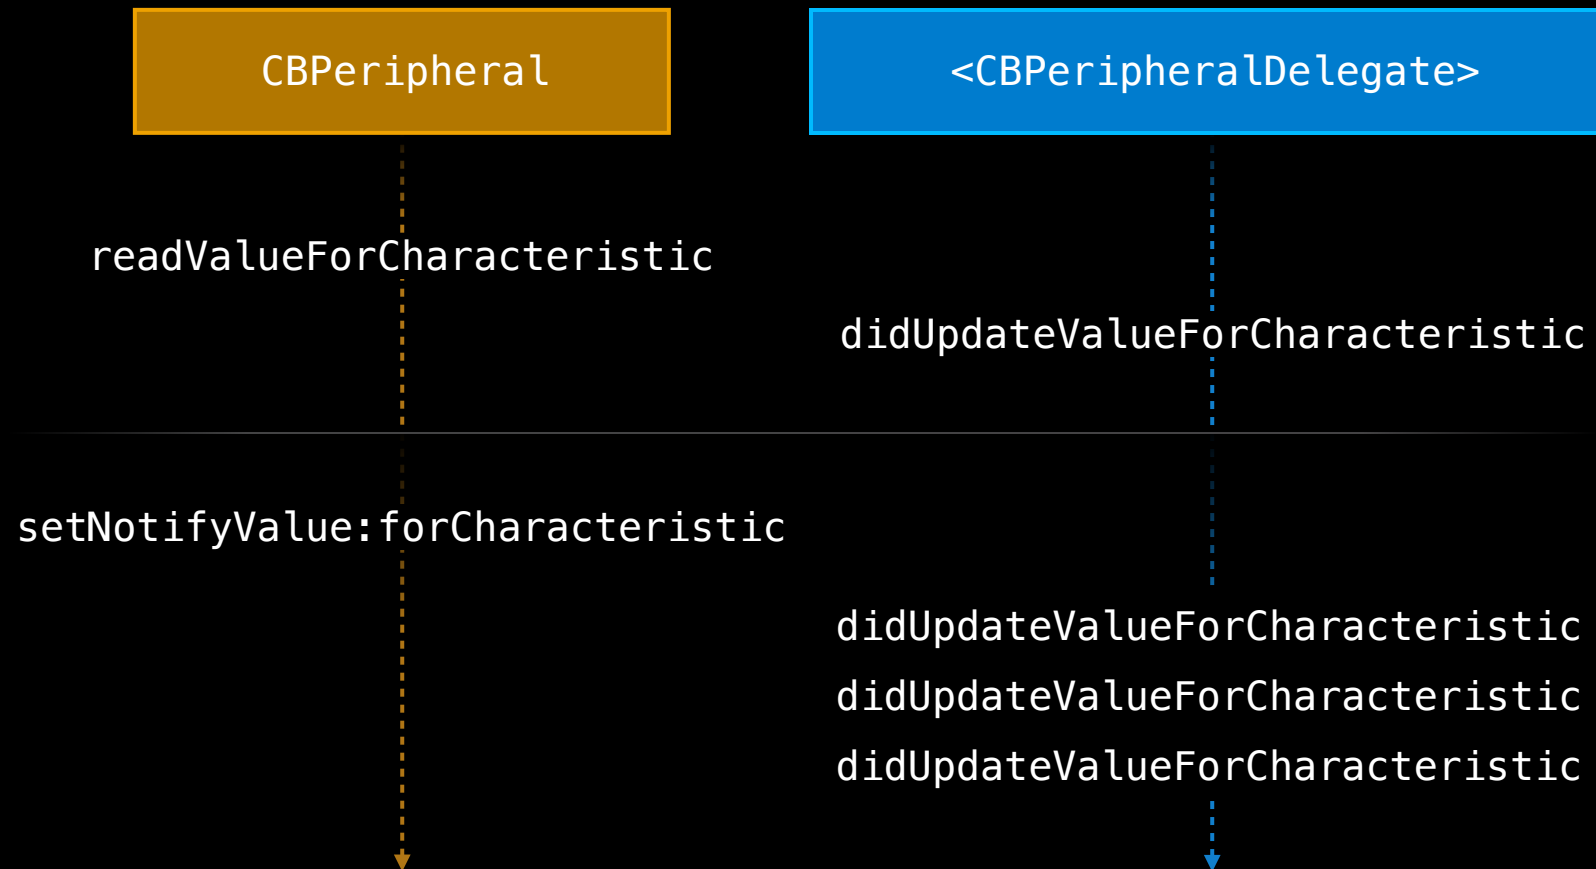 CBPeripheral
<CBPeripheralDelegate>
readValueForCharacteristic
didUpdateValueForCharacteristic
setNotifyValue:forCharacteristic
didUpdateValueForCharacteristic
didUpdateValueForCharacteristic
didUpdateValueForCharacteristic